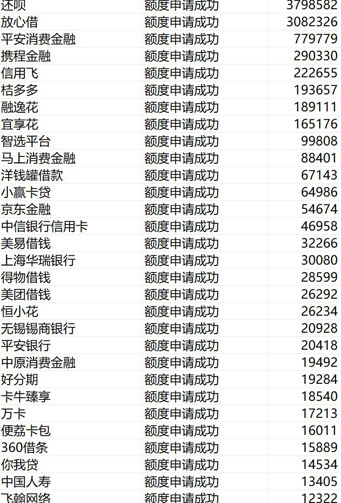 还呗 额度申请成功 3798582
放心借 额度申请成功 3082326
平安消费金融 额度申请成功 779779
携程金融 额度申请成功 290330
信用飞 额度申请成功 222655
桔多多 额度申请成功 193657
融逸花 额度申请成功 189111
宜享花 额度申请成功 165176
智选平台 额度申请成功 99808
马上消费金融 额度申请成功 88401
洋钱罐借款 额度申请成功 67143
小赢卡贷 额度申请成功 64986
京东金融 额度申请成功 54674
中信银行信用卡 额度申请成功 46958
美易借钱 额度申请成功 32266
上海华瑞银行 额度申请成功 30080
得物借钱 额度申请成功 28599
美团借钱 额度申请成功 26292
恒小花 额度申请成功 26234
无锡锡商银行 额度申请成功 20928
平安银行 额度申请成功 20418
中原消费金融 额度申请成功 19492
好分期 额度申请成功 19284
卡牛臻享 额度申请成功 18540
万卡 额度申请成功 17213
便荔卡包 额度申请成功 16011
360借条 额度申请成功 15889
你我贷 额度申请成功 14534
中国人寿 额度申请成功 13405
飞翰网络 额度申请成功 12322